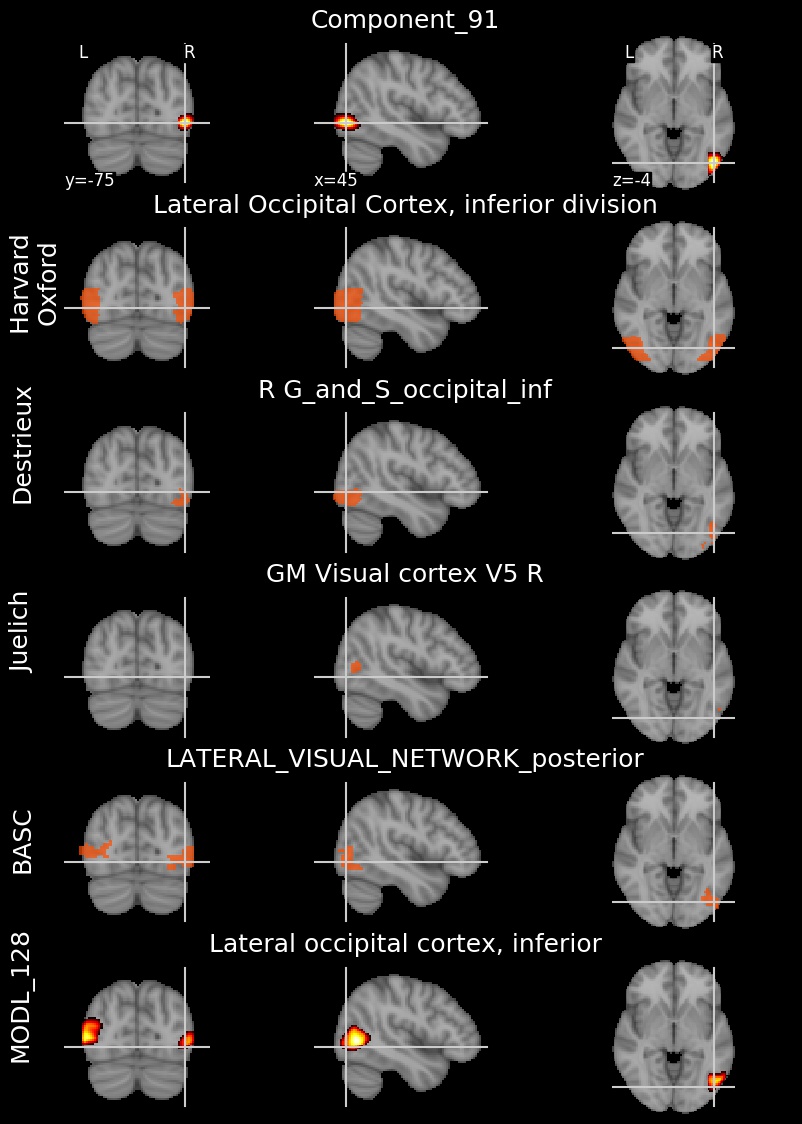 Component_91
L R L R
y=-75 x=45 z=-4
Lateral Occipital Cortex, inferior division
Harvard
Oxford
R G_and_S_occipital_inf
Destrieux
GM Visual cortex V5 R
Juelich
LATERAL_VISUAL_NETWORK_posterior
BASC
Lateral occipital cortex, inferior
MODL_128